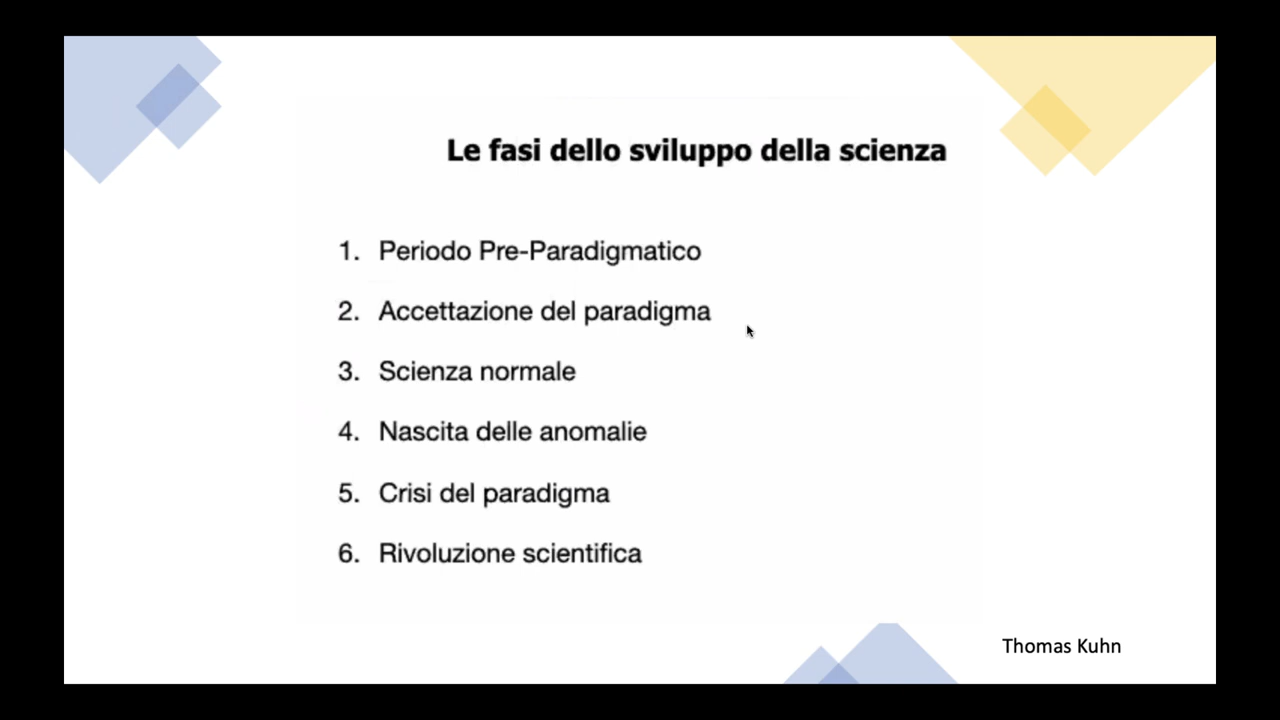 Le fasi dello sviluppo della scienza
1. Periodo Pre-Paradigmatico
2. Accettazione del paradigma
3. Scienza normale
4. Nascita delle anomalie
5. Crisi del paradigma
6. Rivoluzione scientifica
Thomas Kuhn